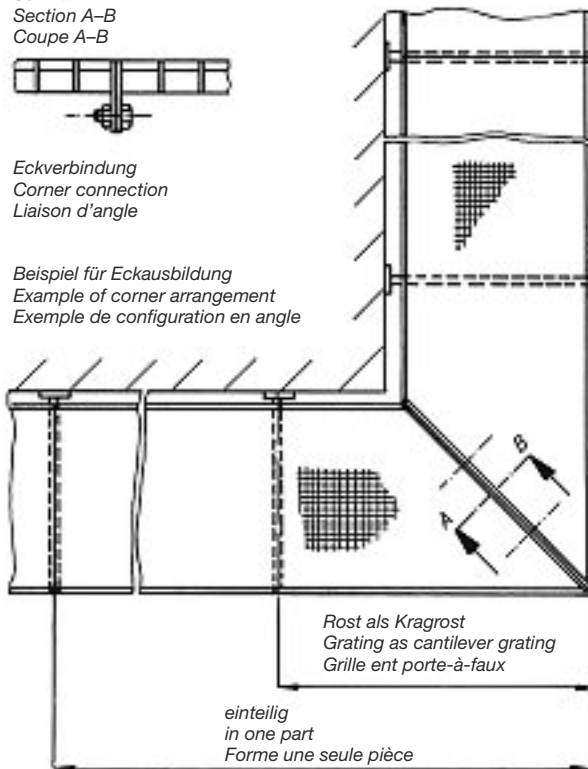 Section A–B
Coupe A–B
Eckverbindung
Corner connection
Liaison d'angle
Beispiel für Eckausbildung
Example of corner arrangement
Exemple de configuration en angle
B
A
Rost als Kragrost
Grating as cantilever grating
Grille ent porte-à-faux
einteilig
in one part
Forme une seule pièce